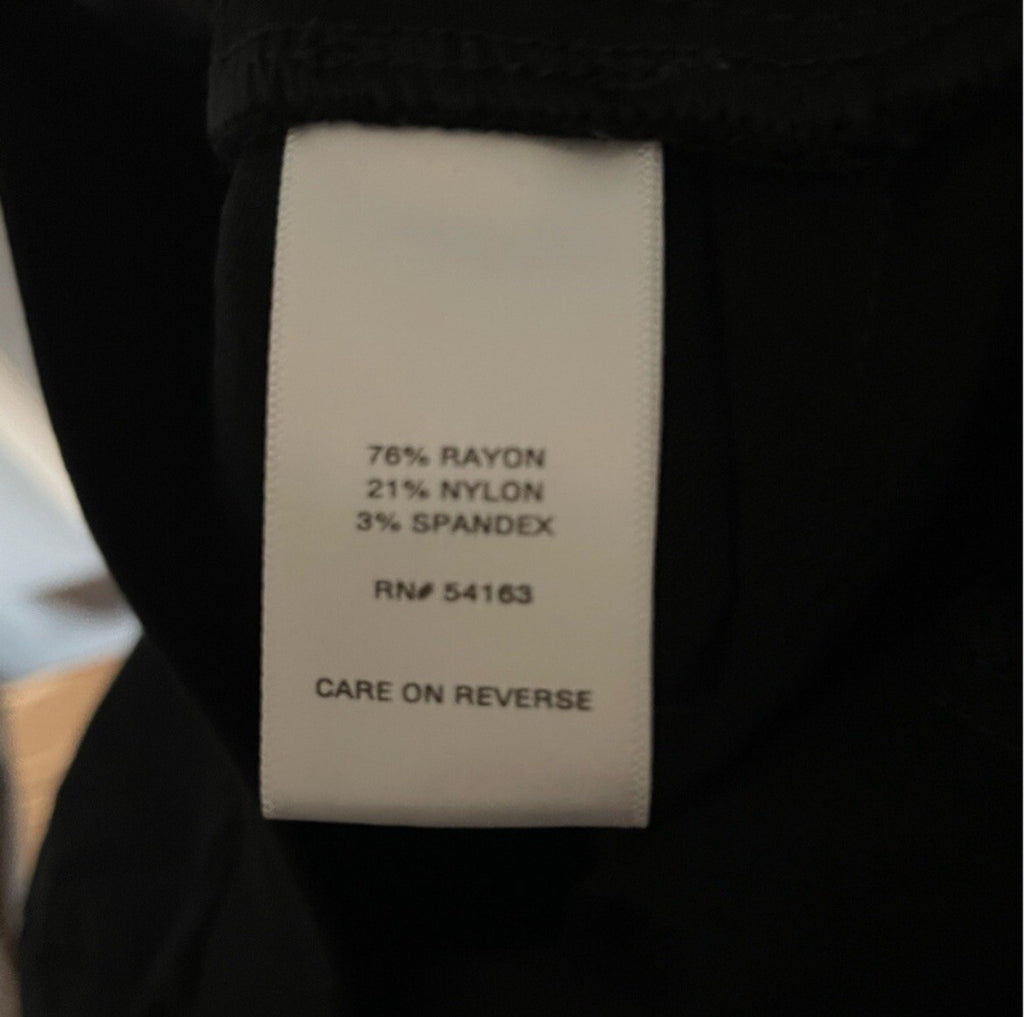 76% RAYON
21% NYLON
3% SPANDEX
RN# 54163
CARE ON REVERSE